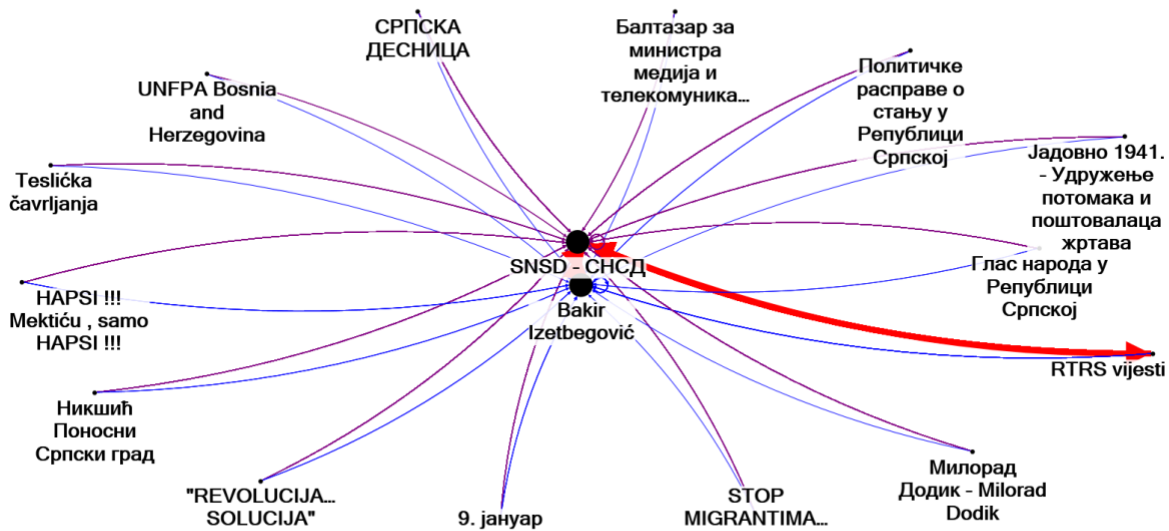 СРПСКА
ДЕСНИЦА
Балтазар за
министра
медија и
телекомуника...
Политичке
расправе о
стању у
Републици
Српској
UNFPA Bosnia
and
Herzegovina
Јадовно 1941.
- Удружење
потомака и
поштовалаца
жртава
Teslićka
čavrljanja
SNSD - СНСД
Глас народа у
Републици
Српској
HAPSI !!!
Mektiću , samo
HAPSI !!!
Bakir
Izetbegović
RTRS vijesti
Никшић
Поносни
Српски град
"REVOLUCIJA...
SOLUCIJA"
9. јануар
STOP
MIGRANTIMA...
Милорад
Додик - Milorad
Dodik